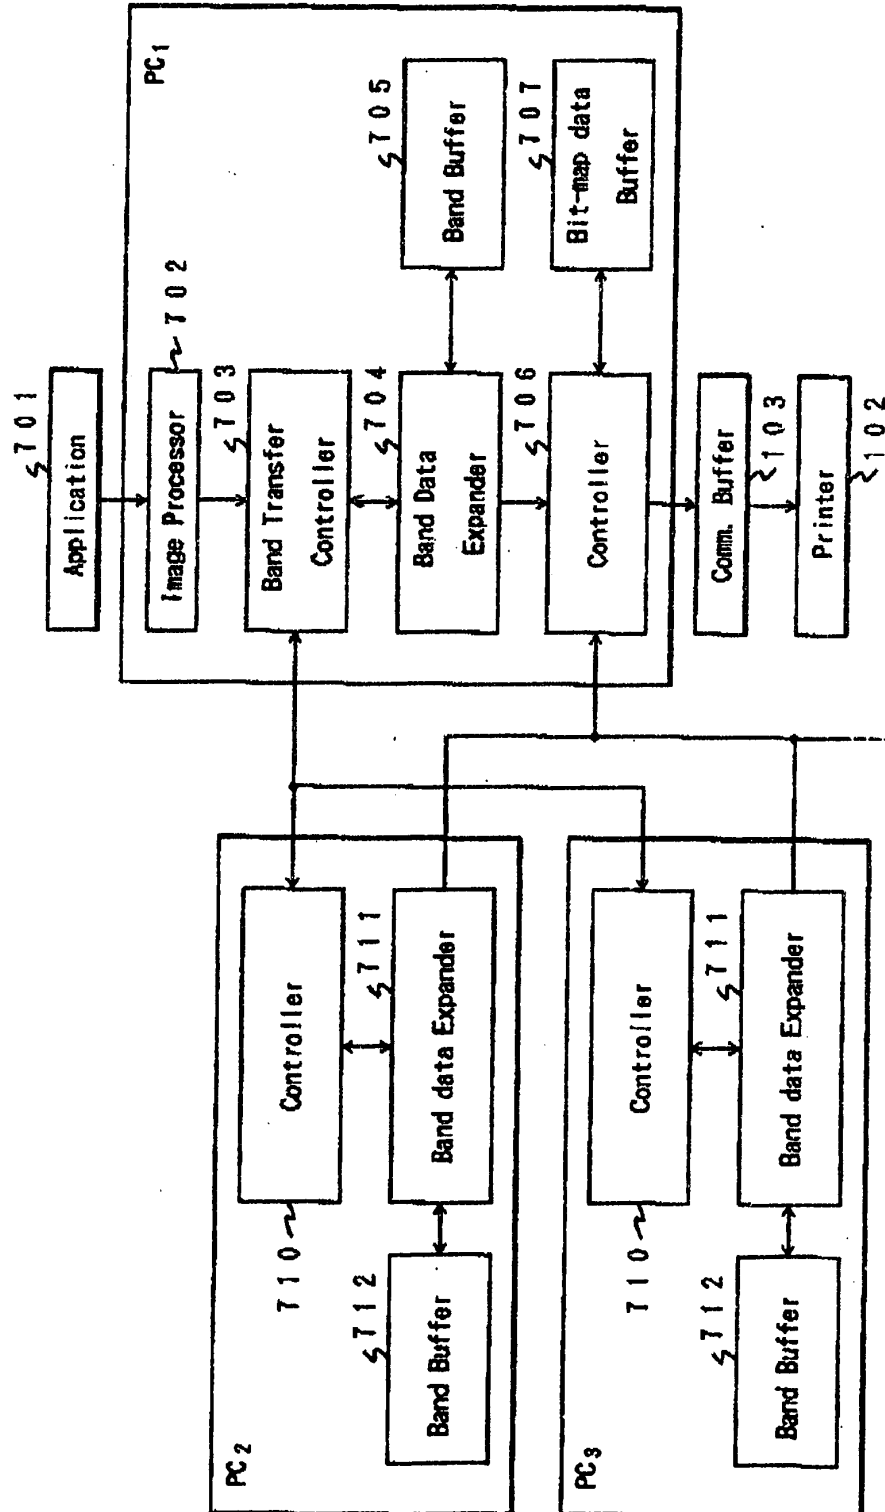 PC1
701
Application
702
Image Processor
703
Band Transfer
Controller
704
Band Data
Expander
705
Band Buffer
706
Controller
707
Bit-map data
Buffer
Comm. Buffer
103
Printer
102
PC2
710
Controller
711
Band data Expander
712
Band Buffer
PC3
710
Controller
711
Band data Expander
712
Band Buffer